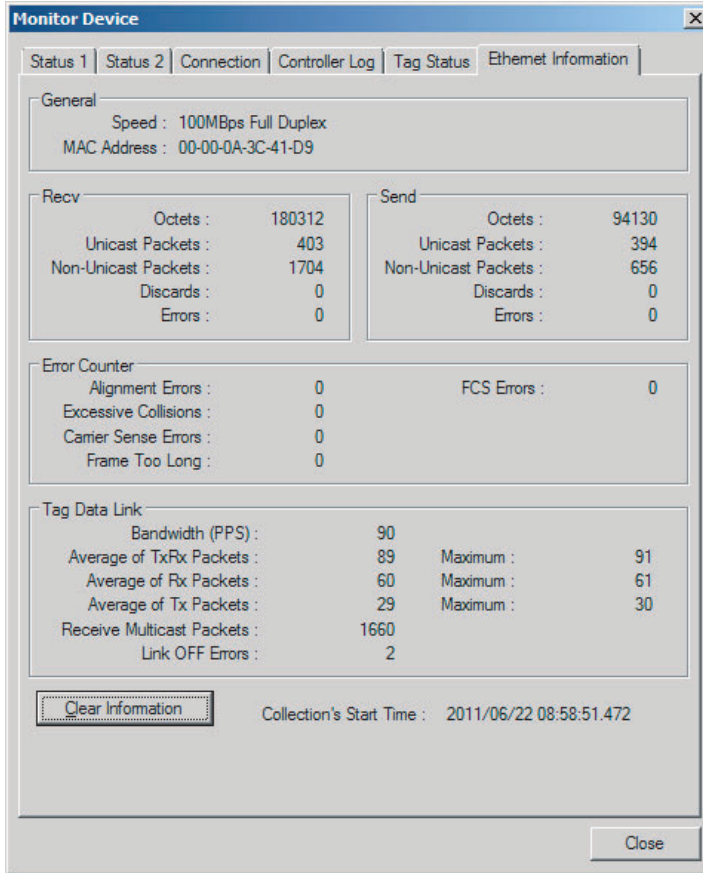 Monitor Device
Status 1 Status 2 Connection Controller Log Tag Status Ethernet Information
General
Speed : 100MBps Full Duplex
MAC Address : 00-00-0A-3C-41-D9
Recv
Octets : 180312
Unicast Packets : 403
Non-Unicast Packets : 1704
Discards : 0
Errors : 0
Send
Octets : 94130
Unicast Packets : 394
Non-Unicast Packets : 656
Discards : 0
Errors : 0
Error Counter
Alignment Errors : 0 FCS Errors : 0
Excessive Collisions : 0
Carrier Sense Errors : 0
Frame Too Long : 0
Tag Data Link
Bandwidth (PPS) : 90
Average of TxRx Packets : 89 Maximum : 91
Average of Rx Packets : 60 Maximum : 61
Average of Tx Packets : 29 Maximum : 30
Receive Multicast Packets : 1660
Link OFF Errors : 2
Clear Information Collection's Start Time : 2011/06/22 08:58:51.472
Close